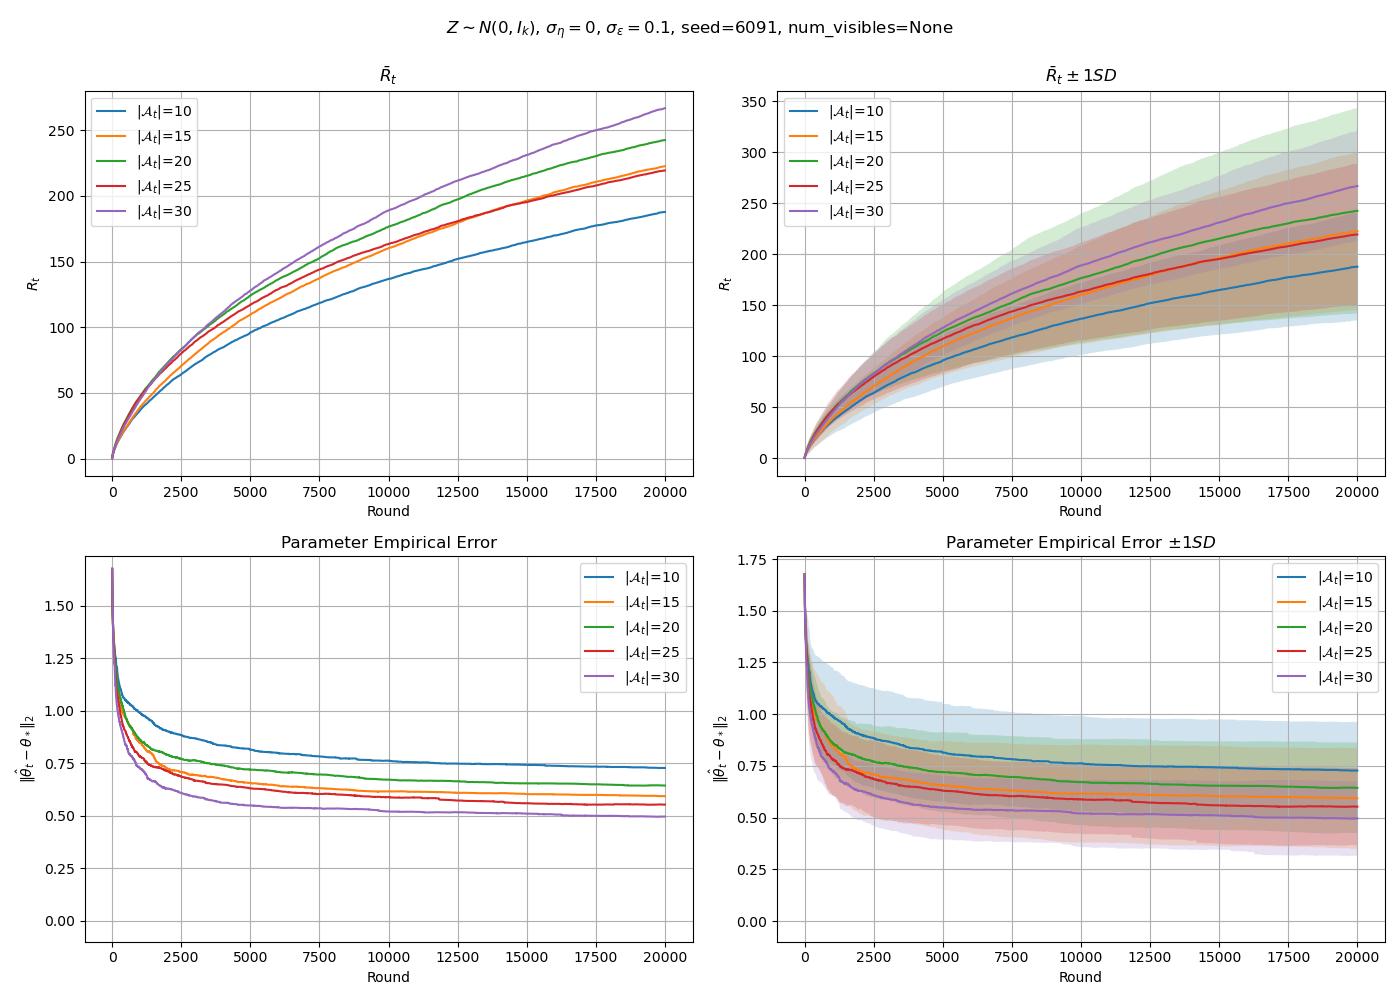 Z ∼ N(0, I_k), σ_η = 0, σ_ε = 0.1, seed=6091, num_visibles=None
R̄_t
R_t
250
200
150
100
50
0
|𝒜_t|=10
|𝒜_t|=15
|𝒜_t|=20
|𝒜_t|=25
|𝒜_t|=30
0 2500 5000 7500 10000 12500 15000 17500 20000
Round
R̄_t ± 1SD
R_t
350
300
250
200
150
100
50
0
|𝒜_t|=10
|𝒜_t|=15
|𝒜_t|=20
|𝒜_t|=25
|𝒜_t|=30
0 2500 5000 7500 10000 12500 15000 17500 20000
Round
Parameter Empirical Error
‖θ̂_t − θ_*‖₂
1.50
1.25
1.00
0.75
0.50
0.25
0.00
|𝒜_t|=10
|𝒜_t|=15
|𝒜_t|=20
|𝒜_t|=25
|𝒜_t|=30
0 2500 5000 7500 10000 12500 15000 17500 20000
Round
Parameter Empirical Error ±1SD
‖θ̂_t − θ_*‖₂
1.75
1.50
1.25
1.00
0.75
0.50
0.25
0.00
|𝒜_t|=10
|𝒜_t|=15
|𝒜_t|=20
|𝒜_t|=25
|𝒜_t|=30
0 2500 5000 7500 10000 12500 15000 17500 20000
Round